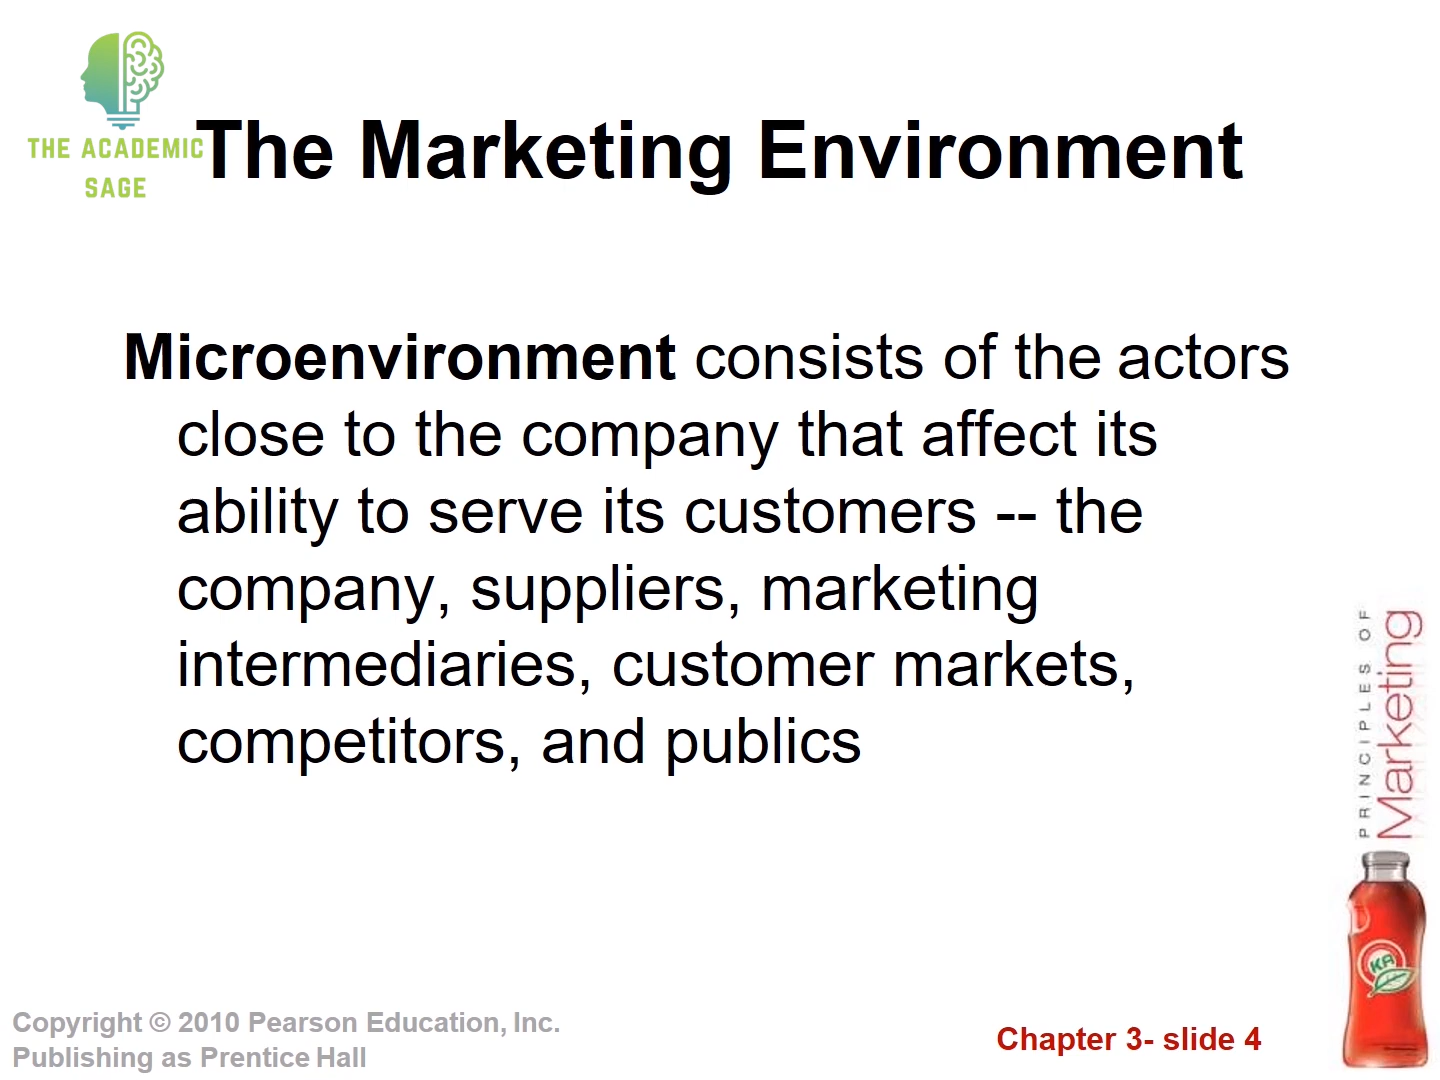 THE ACADEMIC
SAGE
The Marketing Environment
Microenvironment consists of the actors
close to the company that affect its
ability to serve its customers -- the
company, suppliers, marketing
intermediaries, customer markets,
competitors, and publics
PRINCIPLES OF
Marketing
KA
Copyright © 2010 Pearson Education, Inc.
Publishing as Prentice Hall
Chapter 3- slide 4